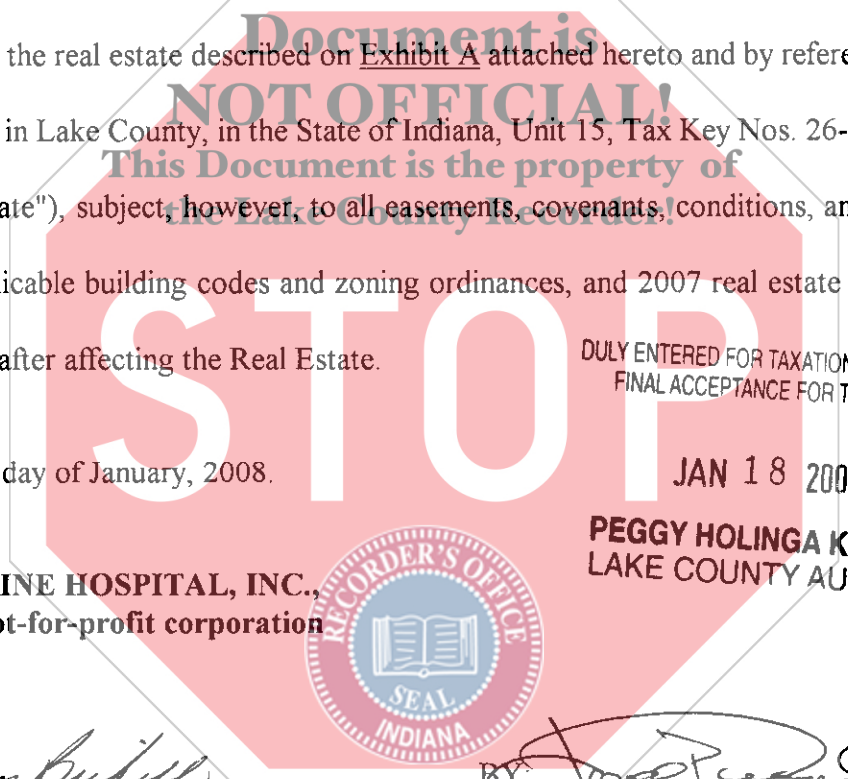 Document is
the real estate described on Exhibit A attached hereto and by refere
NOT OFFICIAL!
in Lake County, in the State of Indiana, Unit 15, Tax Key Nos. 26-
This Document is the property of
ate"), subject, however, to all easements, covenants, conditions, an
the Lake County Recorder!
licable building codes and zoning ordinances, and 2007 real estate
after affecting the Real Estate.
DULY ENTERED FOR TAXATION
FINAL ACCEPTANCE FOR T
STOP
day of January, 2008.
JAN 18 200
PEGGY HOLINGA K
LAKE COUNTY AU
INE HOSPITAL, INC.,
ot-for-profit corporation
RECORDER'S OFFICE
SEAL
INDIANA
BY: